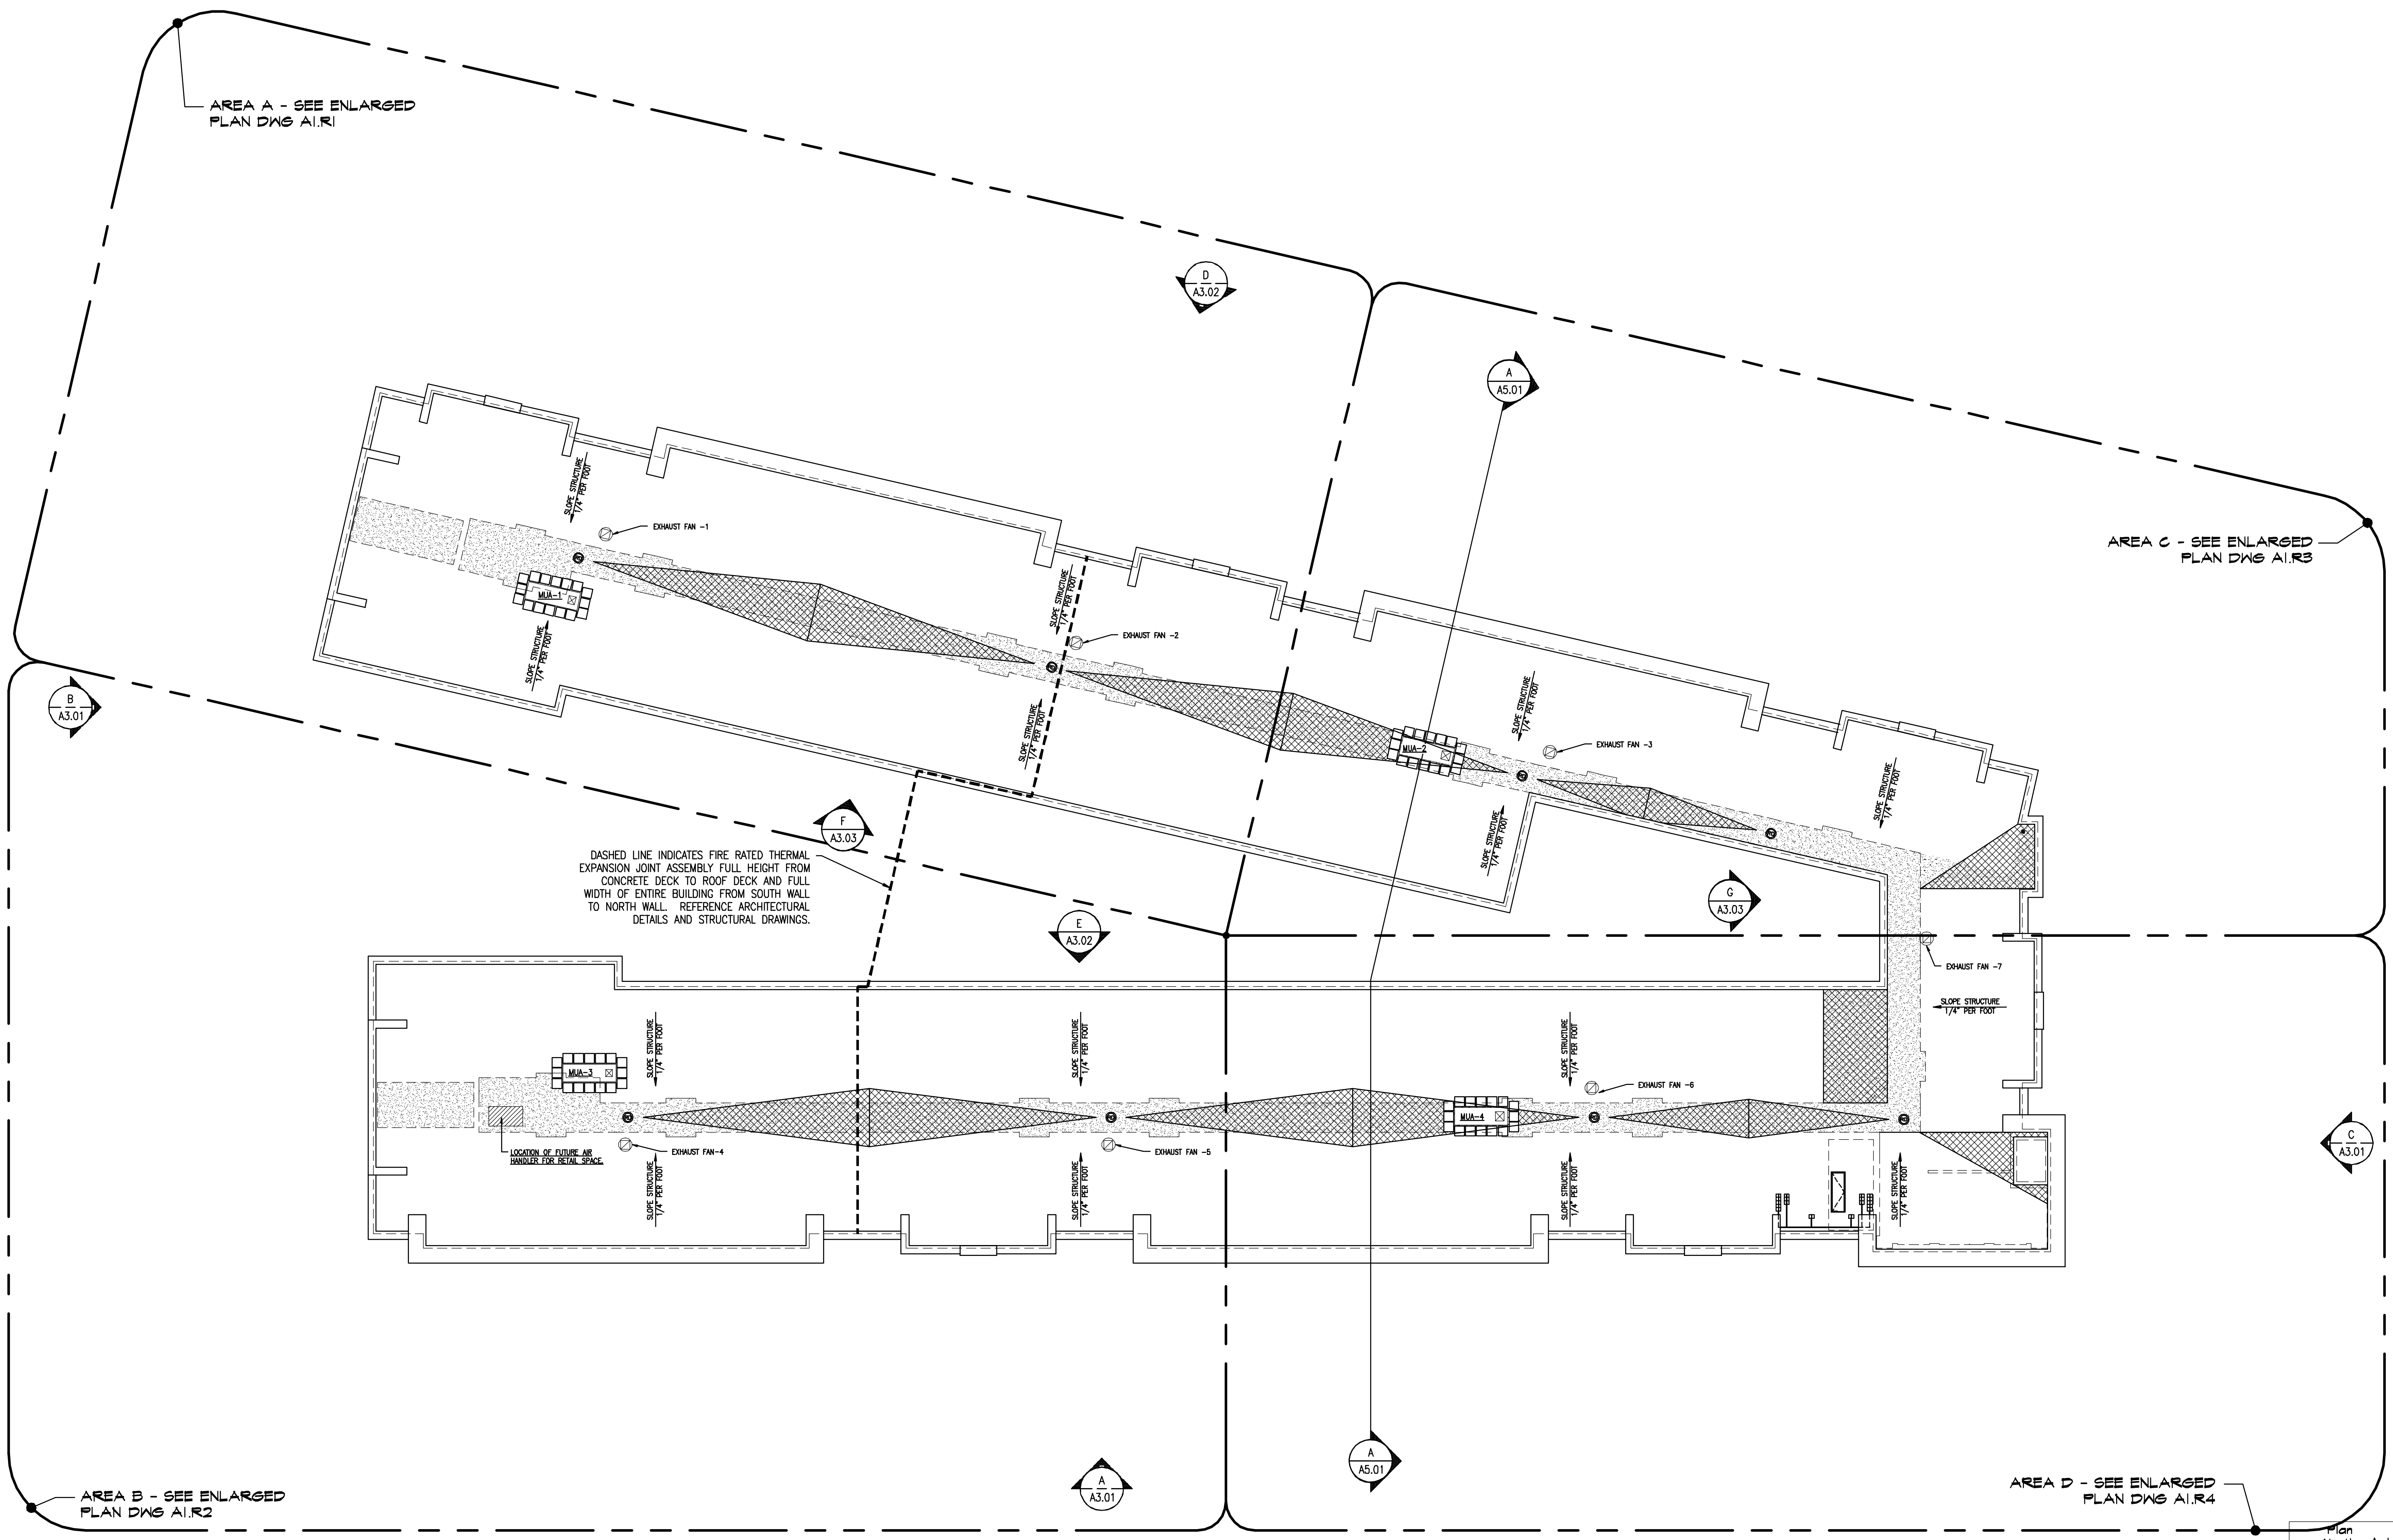 AREA A - SEE ENLARGED
PLAN DWG A1.R1
D
A3.02
A
A5.01
AREA C - SEE ENLARGED
PLAN DWG A1.R3
SLOPE STRUCTURE
1/4" PER FOOT
EXHAUST FAN -1
MUA-1
SLOPE STRUCTURE
1/4" PER FOOT
SLOPE STRUCTURE
1/4" PER FOOT
EXHAUST FAN -2
SLOPE STRUCTURE
1/4" PER FOOT
B
A3.01
SLOPE STRUCTURE
1/4" PER FOOT
MUA-2
EXHAUST FAN -3
SLOPE STRUCTURE
1/4" PER FOOT
SLOPE STRUCTURE
1/4" PER FOOT
F
A3.03
DASHED LINE INDICATES FIRE RATED THERMAL
EXPANSION JOINT ASSEMBLY FULL HEIGHT FROM
CONCRETE DECK TO ROOF DECK AND FULL
WIDTH OF ENTIRE BUILDING FROM SOUTH WALL
TO NORTH WALL. REFERENCE ARCHITECTURAL
DETAILS AND STRUCTURAL DRAWINGS.
G
A3.03
E
A3.02
EXHAUST FAN -7
SLOPE STRUCTURE
1/4" PER FOOT
SLOPE STRUCTURE
1/4" PER FOOT
SLOPE STRUCTURE
1/4" PER FOOT
SLOPE STRUCTURE
1/4" PER FOOT
MUA-3
EXHAUST FAN -6
MUA-4
LOCATION OF FUTURE AIR
HANDLER FOR RETAIL SPACE.
EXHAUST FAN-4
EXHAUST FAN -5
C
A3.01
SLOPE STRUCTURE
1/4" PER FOOT
SLOPE STRUCTURE
1/4" PER FOOT
SLOPE STRUCTURE
1/4" PER FOOT
SLOPE STRUCTURE
1/4" PER FOOT
A
A5.01
A
A3.01
AREA B - SEE ENLARGED
PLAN DWG A1.R2
AREA D - SEE ENLARGED
PLAN DWG A1.R4
Plan